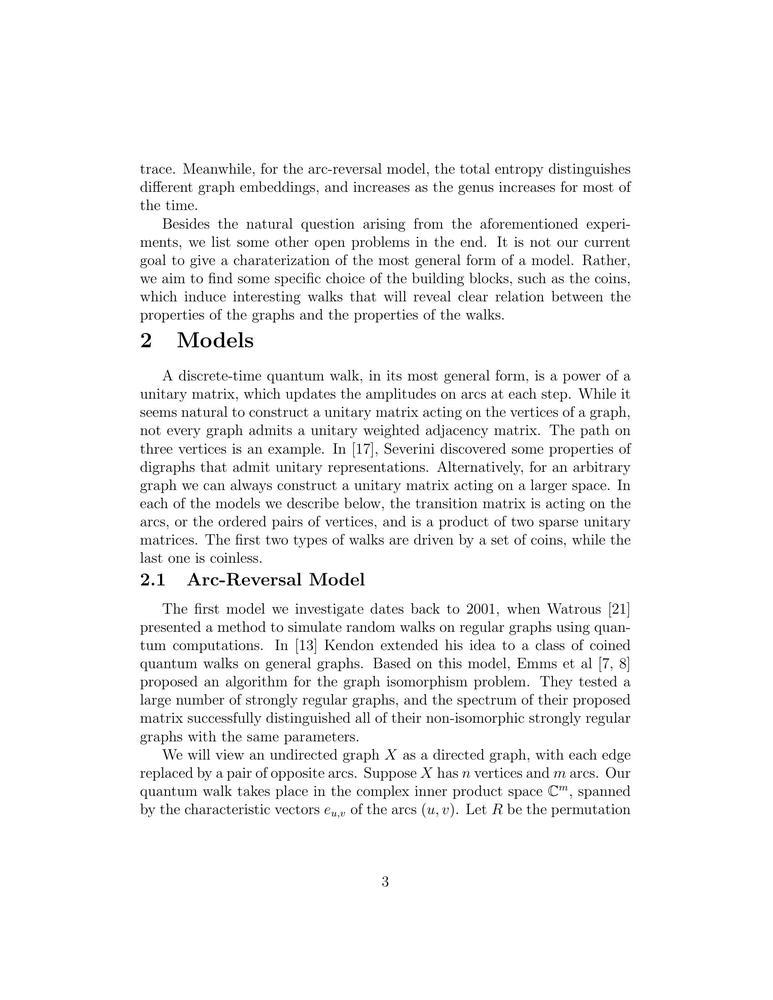 trace. Meanwhile, for the arc-reversal model, the total entropy distinguishes
different graph embeddings, and increases as the genus increases for most of
the time.
Besides the natural question arising from the aforementioned experi-
ments, we list some other open problems in the end. It is not our current
goal to give a charaterization of the most general form of a model. Rather,
we aim to find some specific choice of the building blocks, such as the coins,
which induce interesting walks that will reveal clear relation between the
properties of the graphs and the properties of the walks.
2 Models
A discrete-time quantum walk, in its most general form, is a power of a
unitary matrix, which updates the amplitudes on arcs at each step. While it
seems natural to construct a unitary matrix acting on the vertices of a graph,
not every graph admits a unitary weighted adjacency matrix. The path on
three vertices is an example. In [17], Severini discovered some properties of
digraphs that admit unitary representations. Alternatively, for an arbitrary
graph we can always construct a unitary matrix acting on a larger space. In
each of the models we describe below, the transition matrix is acting on the
arcs, or the ordered pairs of vertices, and is a product of two sparse unitary
matrices. The first two types of walks are driven by a set of coins, while the
last one is coinless.
2.1 Arc-Reversal Model
The first model we investigate dates back to 2001, when Watrous [21]
presented a method to simulate random walks on regular graphs using quan-
tum computations. In [13] Kendon extended his idea to a class of coined
quantum walks on general graphs. Based on this model, Emms et al [7, 8]
proposed an algorithm for the graph isomorphism problem. They tested a
large number of strongly regular graphs, and the spectrum of their proposed
matrix successfully distinguished all of their non-isomorphic strongly regular
graphs with the same parameters.
We will view an undirected graph X as a directed graph, with each edge
replaced by a pair of opposite arcs. Suppose X has n vertices and m arcs. Our
quantum walk takes place in the complex inner product space ℂ^m, spanned
by the characteristic vectors e_{u,v} of the arcs (u, v). Let R be the permutation
3